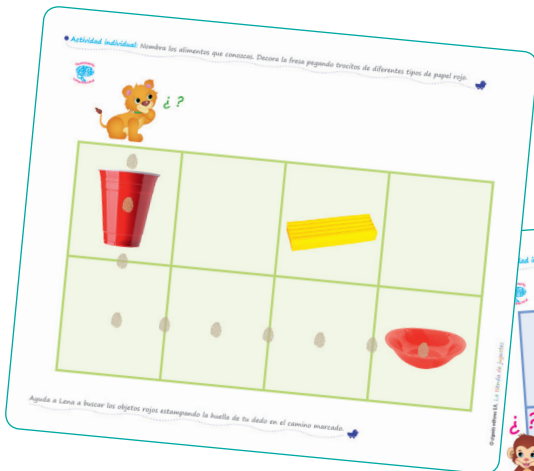 Actividad individual: Nombra los alimentos que conoces. Decora la fresa pegando trocitos de diferentes tipos de papel rojo.
¿ ?
Ayuda a Lana a buscar los objetos rojos estampando la huella de tu dedo en el camino marcado.
La tienda de juguetes
¿ ?